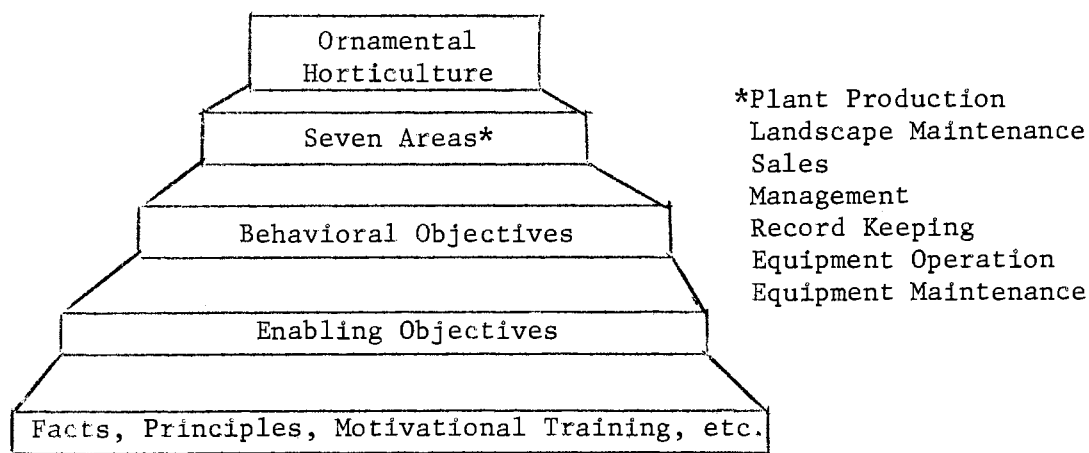 Ornamental
Horticulture
Seven Areas*
Behavioral Objectives
Enabling Objectives
Facts, Principles, Motivational Training, etc.
*Plant Production
Landscape Maintenance
Sales
Management
Record Keeping
Equipment Operation
Equipment Maintenance